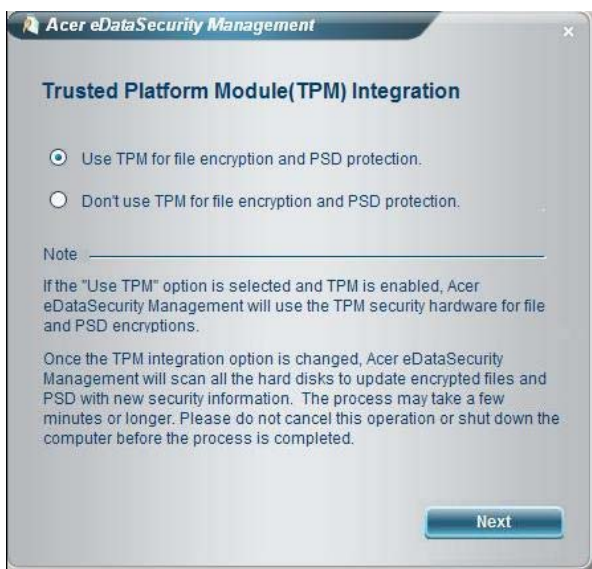 Acer eDataSecurity Management
Trusted Platform Module(TPM) Integration
Use TPM for file encryption and PSD protection.
Don't use TPM for file encryption and PSD protection.
Note
If the "Use TPM" option is selected and TPM is enabled, Acer
eDataSecurity Management will use the TPM security hardware for file
and PSD encryptions.
Once the TPM integration option is changed, Acer eDataSecurity
Management will scan all the hard disks to update encrypted files and
PSD with new security information. The process may take a few
minutes or longer. Please do not cancel this operation or shut down the
computer before the process is completed.
Next